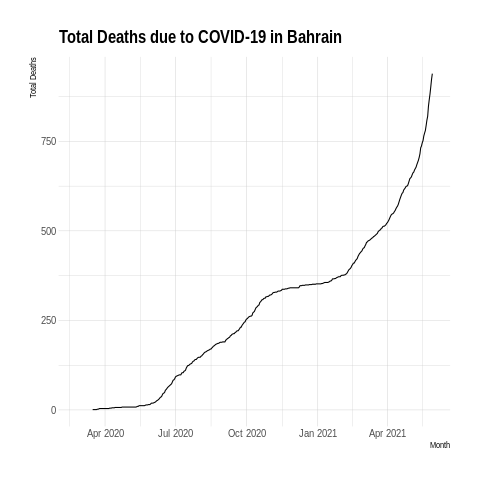 Total Deaths due to COVID-19 in Bahrain
Total Deaths
750
500
250
0
Apr 2020 Jul 2020 Oct 2020 Jan 2021 Apr 2021
Month